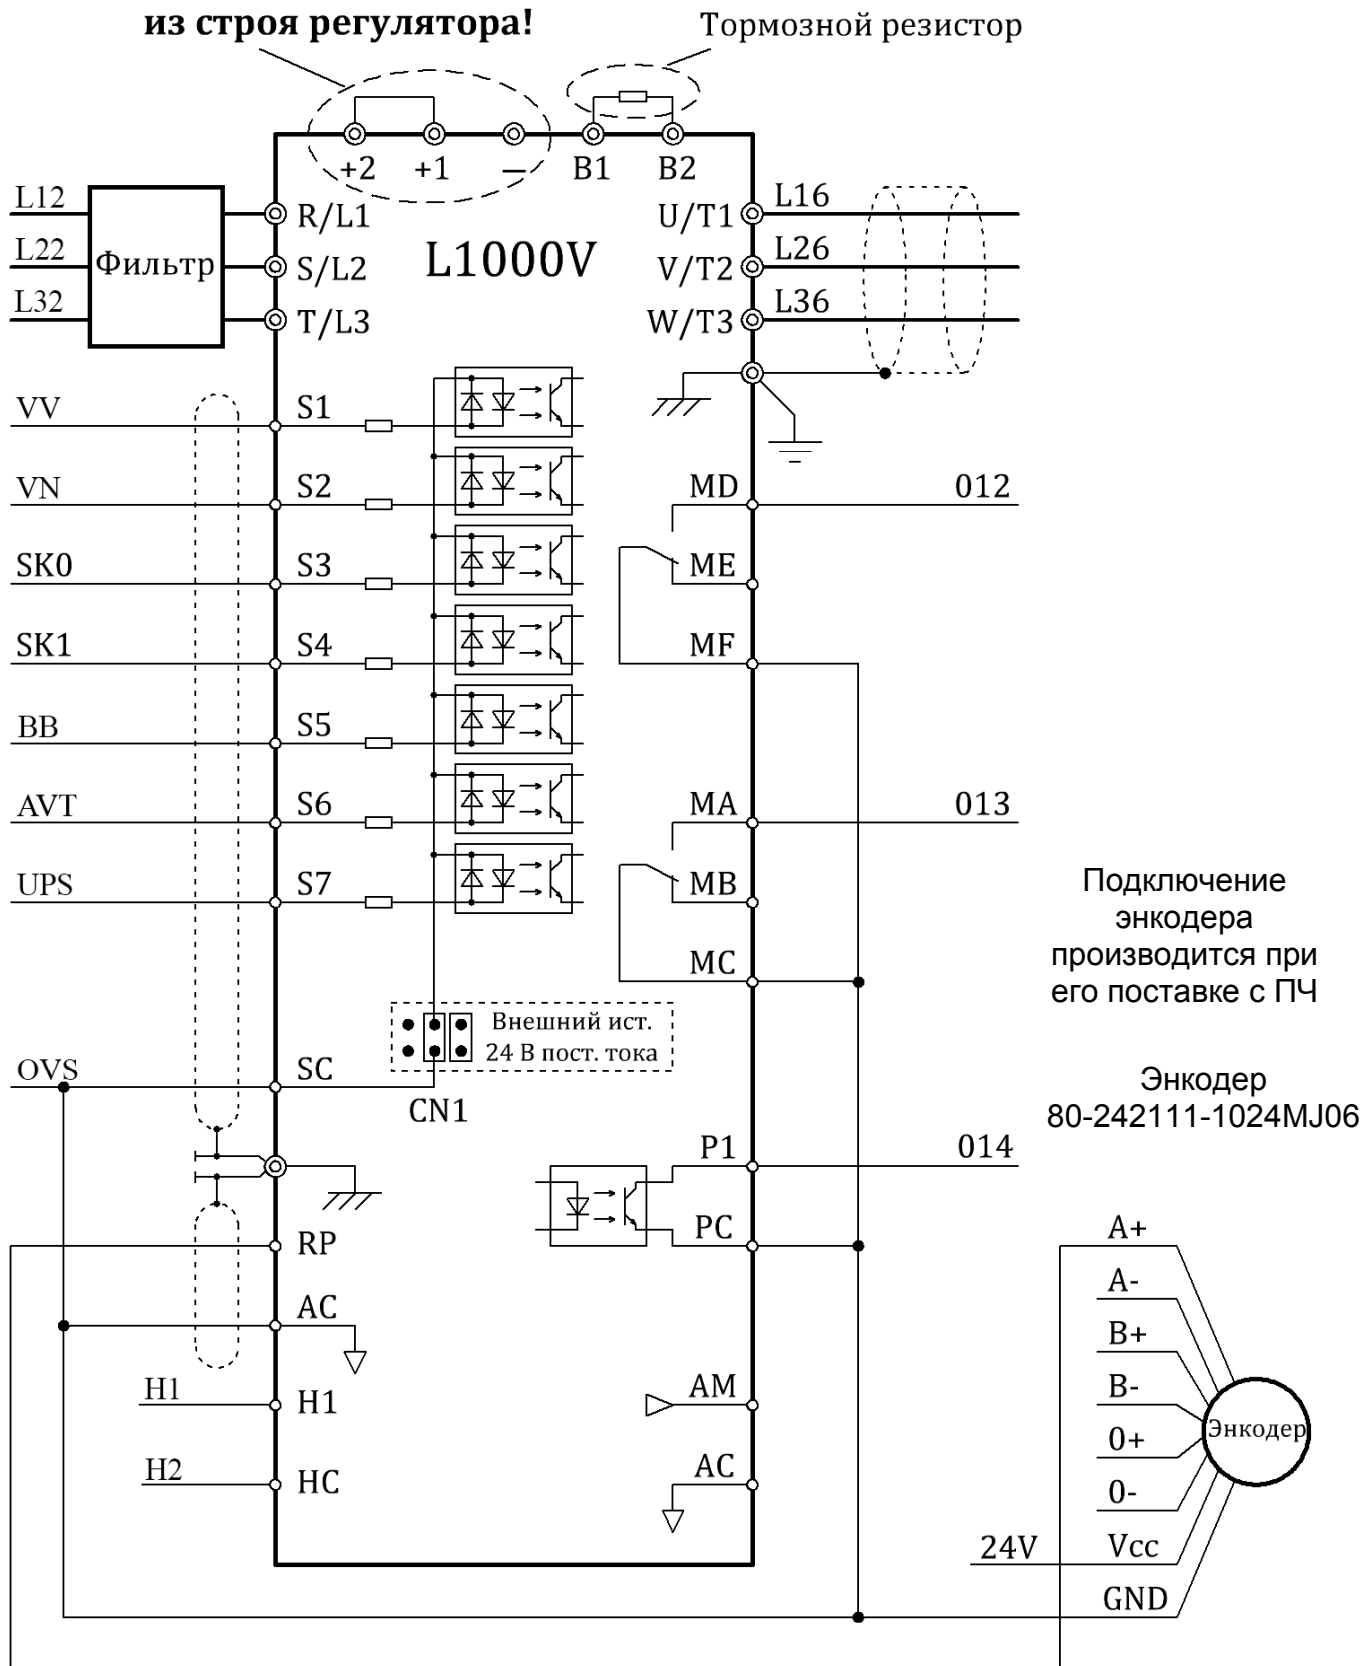 из строя регулятора!
Тормозной резистор
+2
+1
–
B1
B2
L12
R/L1
U/T1
L16
L22
Фильтр
S/L2
L1000V
V/T2
L26
L32
T/L3
W/T3
L36
VV
S1
VN
S2
MD
012
SK0
S3
ME
SK1
S4
MF
BB
S5
AVT
S6
MA
013
UPS
S7
MB
MC
Подключение
энкодера
производится при
его поставке с ПЧ
Внешний ист.
24 В пост. тока
OVS
SC
CN1
Энкодер
80-242111-1024MJ06
P1
014
PC
RP
A+
A-
AC
B+
B-
H1
H1
AM
0+
Энкодер
H2
HC
AC
0-
24V
Vcc
GND